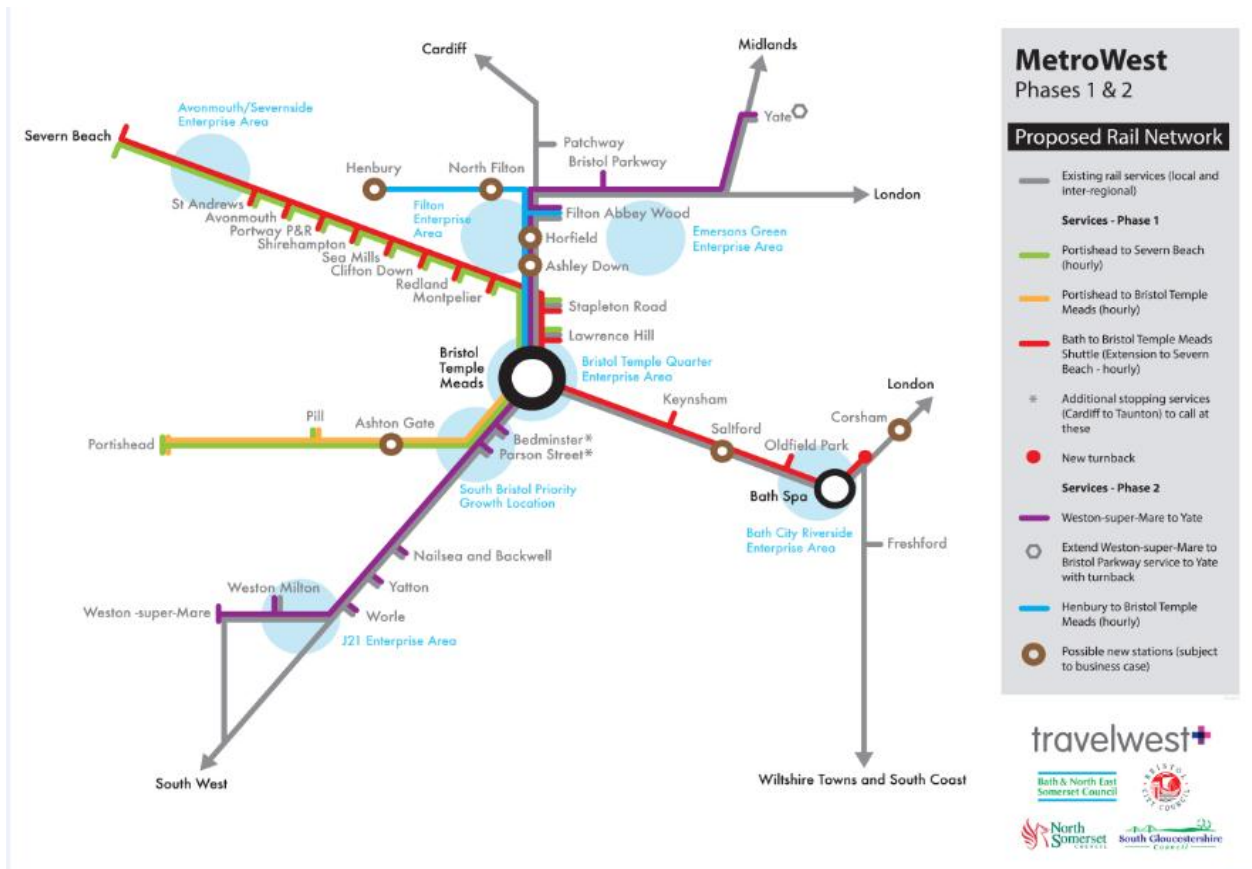 Cardiff
Midlands
Avonmouth/Severnside
Enterprise Area
Severn Beach
Yate
Patchway
Bristol Parkway
Henbury
North Filton
London
St Andrews
Avonmouth
Portway P&R
Shirehampton
Sea Mills
Clifton Down
Redland
Montpelier
Filton
Enterprise
Area
Filton Abbey Wood
Horfield
Ashley Down
Emersons Green
Enterprise Area
Stapleton Road
Lawrence Hill
Bristol
Temple
Meads
Bristol Temple Quarter
Enterprise Area
London
Keynsham
Corsham
Saltford
Oldfield Park
Pill
Ashton Gate
Portishead
Bedminster*
Parson Street*
South Bristol Priority
Growth Location
Bath Spa
Bath City Riverside
Enterprise Area
Freshford
Nailsea and Backwell
Weston Milton
Yatton
Weston -super-Mare
Worle
J21 Enterprise Area
South West
Wiltshire Towns and South Coast
MetroWest
Phases 1 & 2
Proposed Rail Network
Existing rail services (local and
inter-regional)
Services - Phase 1
Portishead to Severn Beach
(hourly)
Portishead to Bristol Temple
Meads (hourly)
Bath to Bristol Temple Meads
Shuttle (Extension to Severn
Beach - hourly)
* Additional stopping services
(Cardiff to Taunton) to call at
these
New turnback
Services - Phase 2
Weston-super-Mare to Yate
Extend Weston-super-Mare to
Bristol Parkway service to Yate
with turnback
Henbury to Bristol Temple
Meads (hourly)
Possible new stations (subject
to business case)
travelwest
Bath & North East
Somerset Council
BRISTOL
CITY COUNCIL
North
Somerset
COUNCIL
South Gloucestershire
Council